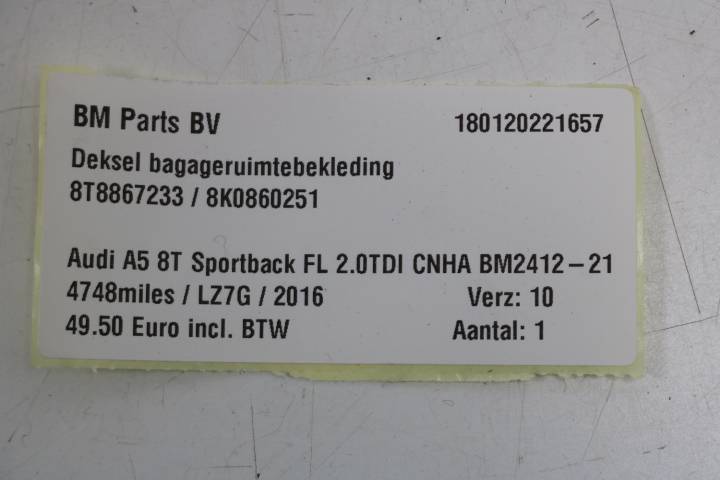 BM Parts BV 180120221657
Deksel bagageruimtebekleding
8T8867233 / 8K0860251
Audi A5 8T Sportback FL 2.0TDI CNHA BM2412-21
4748miles / LZ7G / 2016 Verz: 10
49.50 Euro incl. BTW Aantal: 1